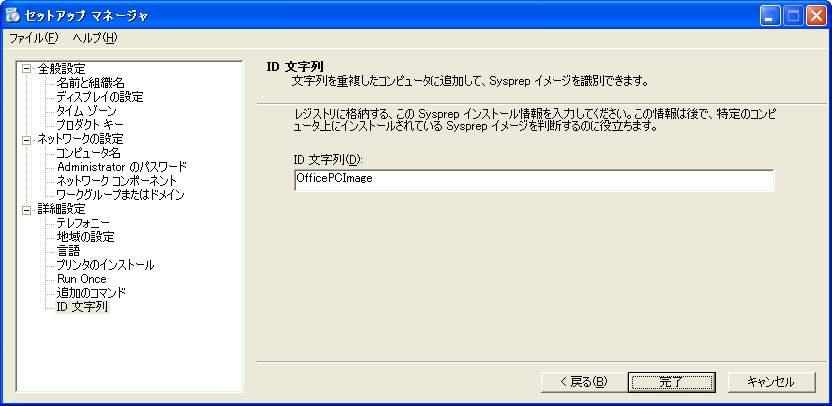 セットアップ マネージャ
ファイル(F) ヘルプ(H)
全般設定
名前と組織名
ディスプレイの設定
タイム ゾーン
プロダクト キー
ネットワークの設定
コンピュータ名
Administrator のパスワード
ネットワーク コンポーネント
ワークグループまたはドメイン
詳細設定
テレフォニー
地域の設定
言語
プリンタのインストール
Run Once
追加のコマンド
ID 文字列
ID 文字列
文字列を重複したコンピュータに追加して、Sysprep イメージを識別できます。
レジストリに格納する、この Sysprep インストール情報を入力してください。この情報は後で、特定のコンピ
ュータ上にインストールされている Sysprep イメージを判断するのに役立ちます。
ID 文字列(D):
OfficePCImage
< 戻る(B) 完了 キャンセル